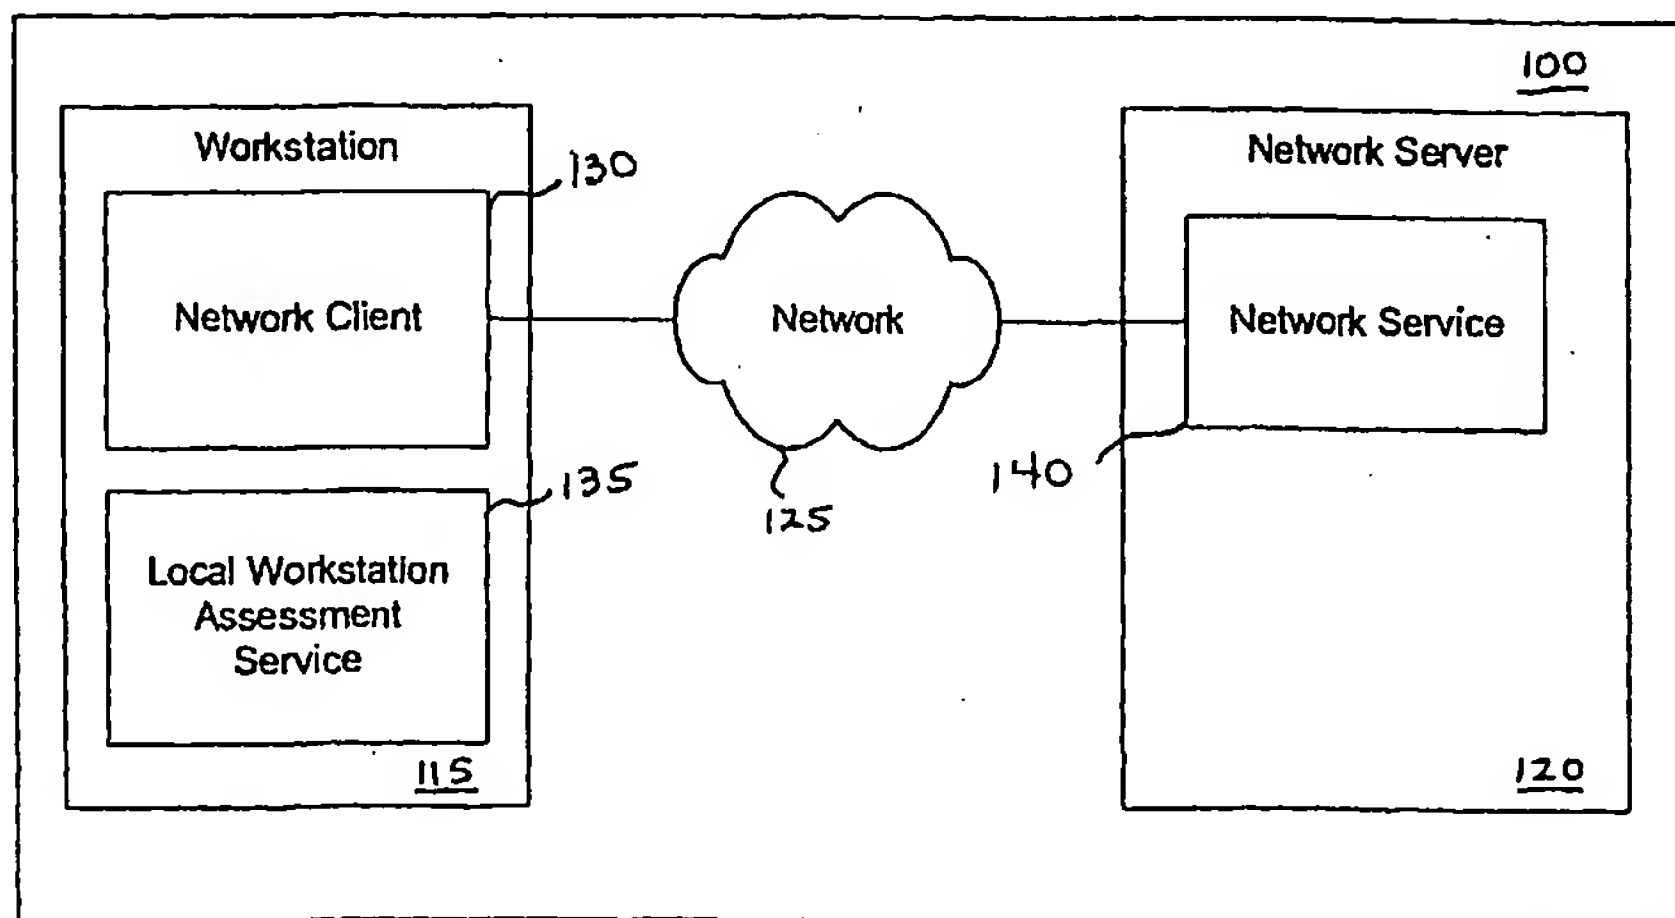 100
Workstation
Network Server
130
Network Client
Network
Network Service
135
140
125
Local Workstation
Assessment
Service
115
120